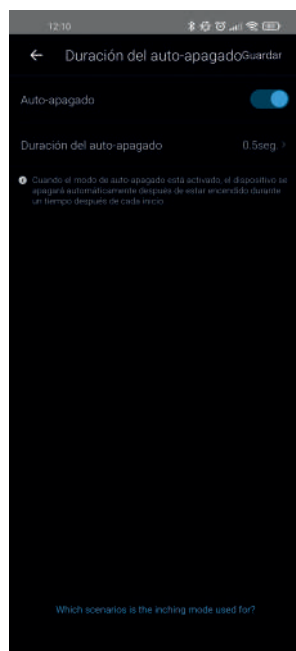 12:10
Duración del auto-apagado Guardar
Auto-apagado
Duración del auto-apagado 0.5seg. >
Cuando el modo de auto-apagado está activado, el dispositivo se
apagará automáticamente después de estar encendido durante
un tiempo después de cada inicio
Which scenarios is the inching mode used for?